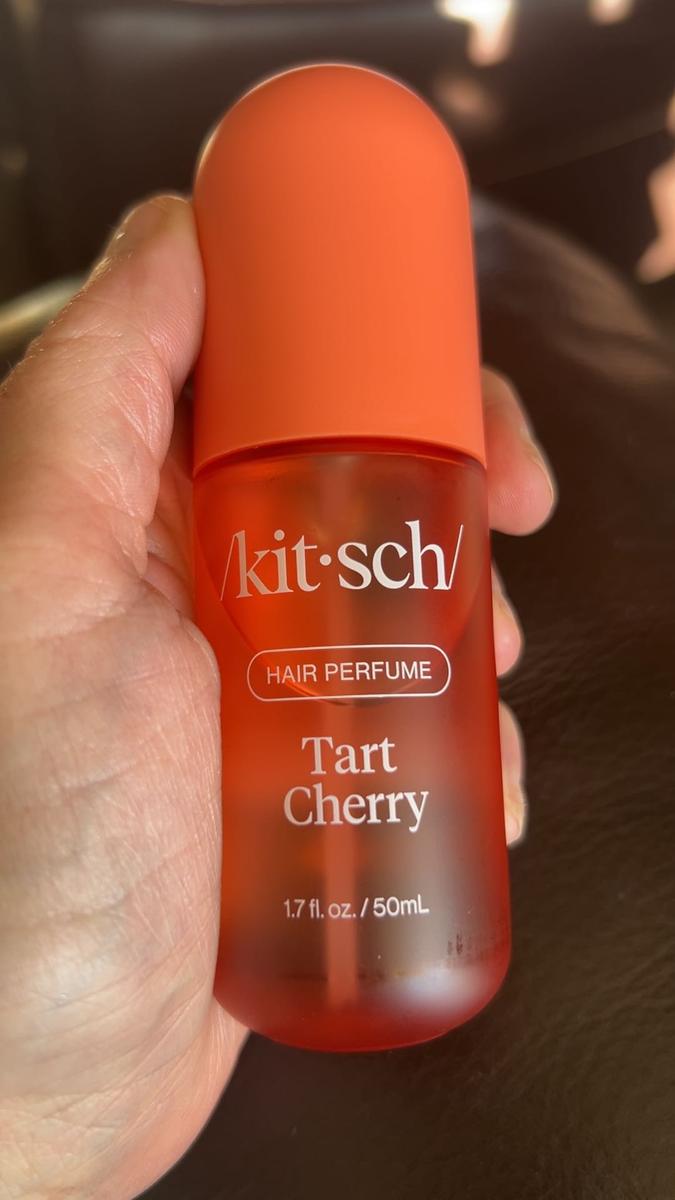 /kit·sch/
HAIR PERFUME
Tart
Cherry
1.7 fl. oz. / 50mL